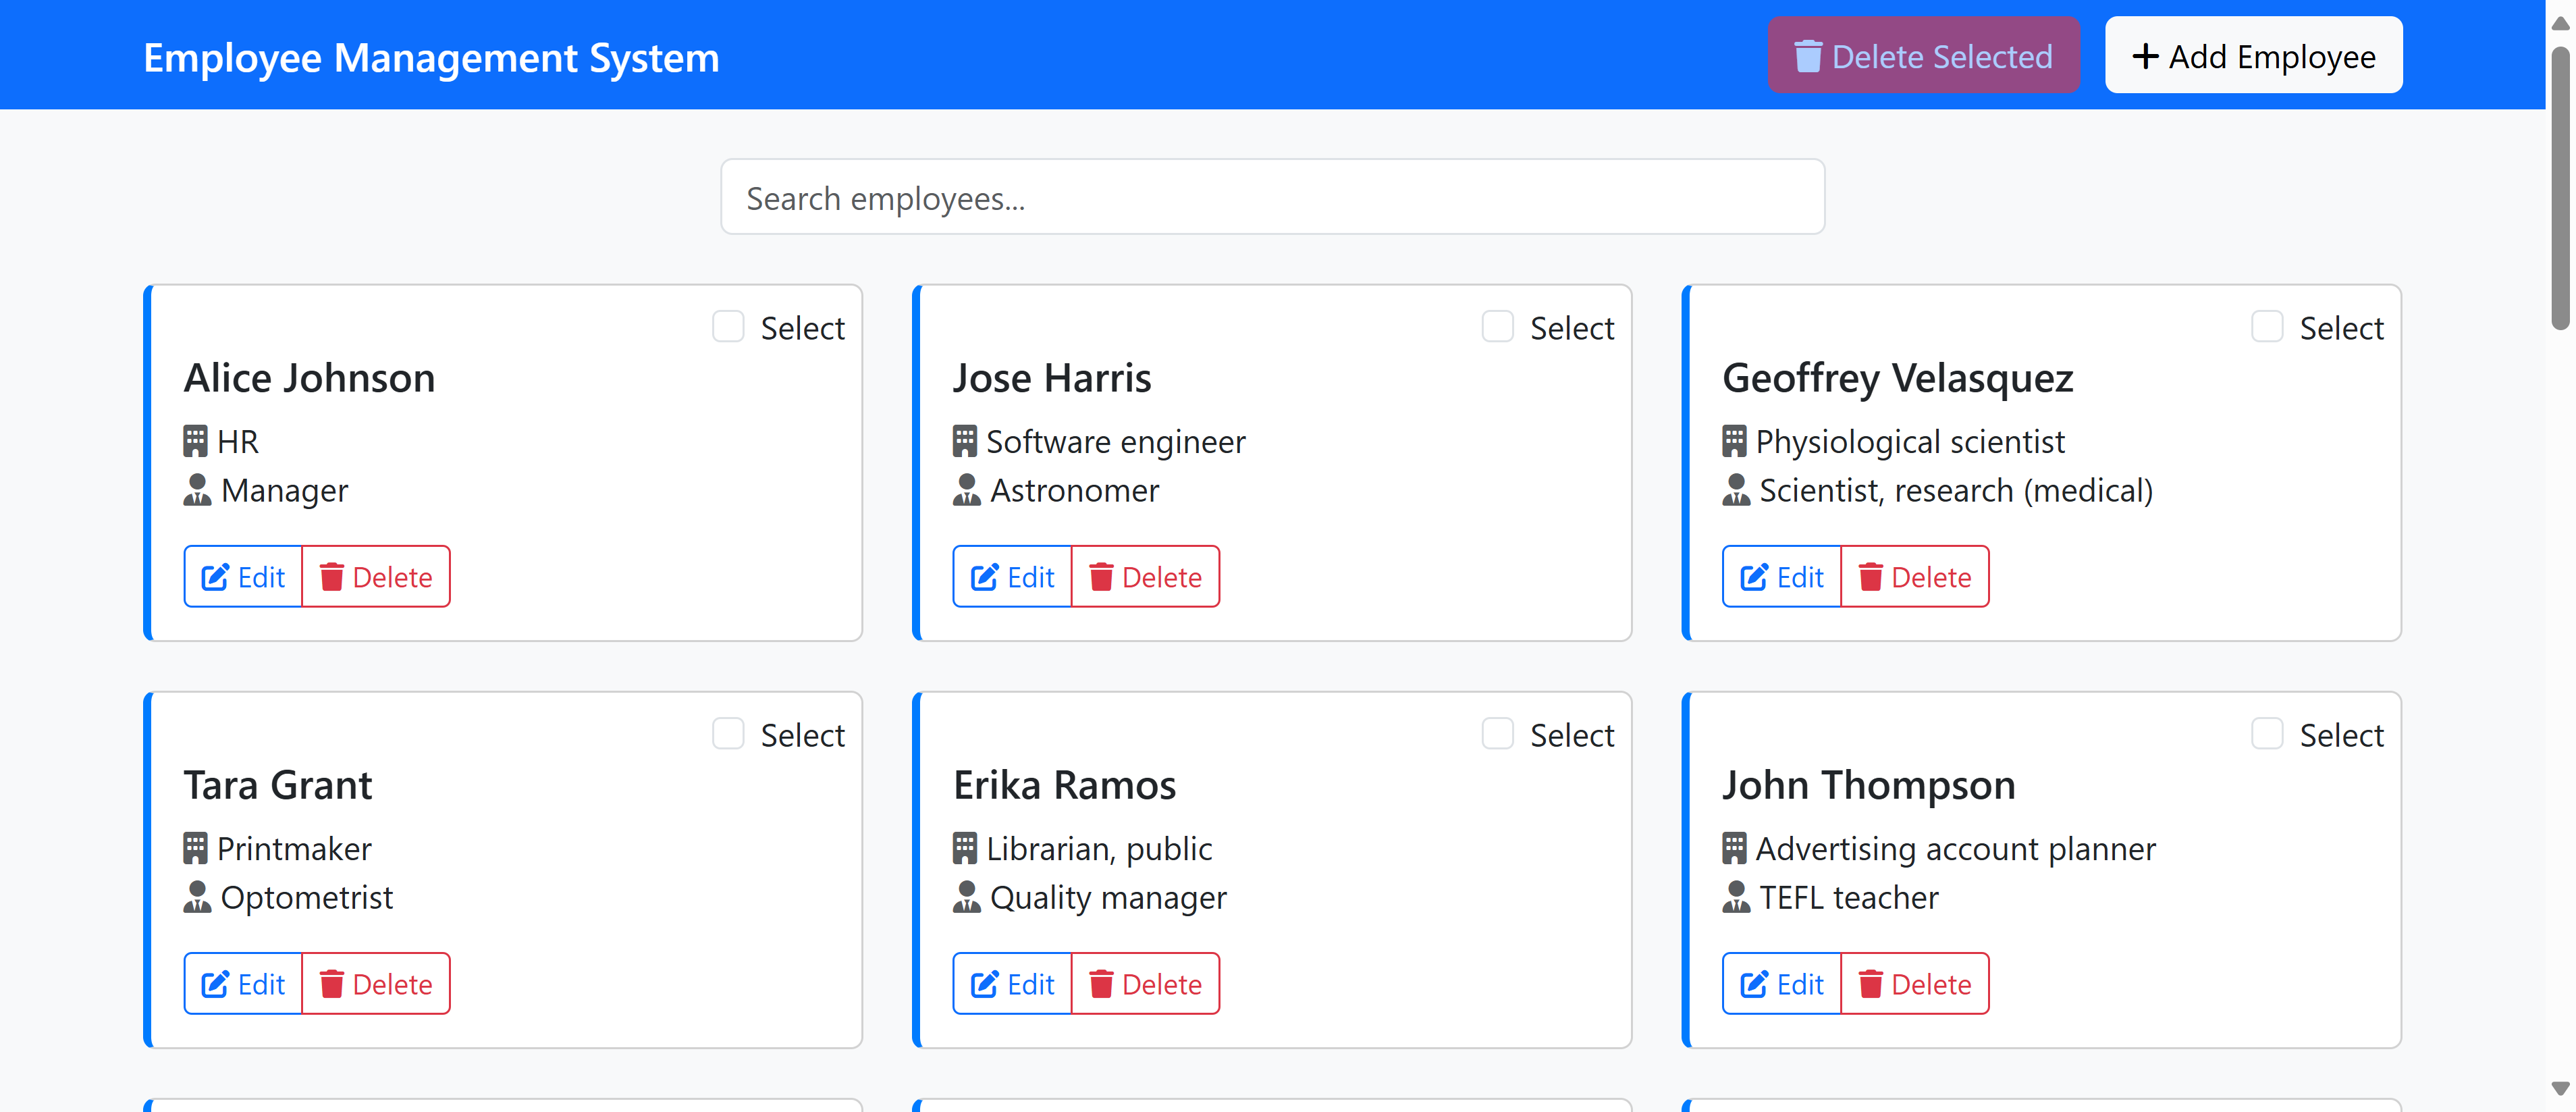 Employee Management System
Delete Selected
Add Employee
Search employees...
Select
Alice Johnson
HR
Manager
Edit
Delete
Select
Jose Harris
Software engineer
Astronomer
Edit
Delete
Select
Geoffrey Velasquez
Physiological scientist
Scientist, research (medical)
Edit
Delete
Select
Tara Grant
Printmaker
Optometrist
Edit
Delete
Select
Erika Ramos
Librarian, public
Quality manager
Edit
Delete
Select
John Thompson
Advertising account planner
TEFL teacher
Edit
Delete